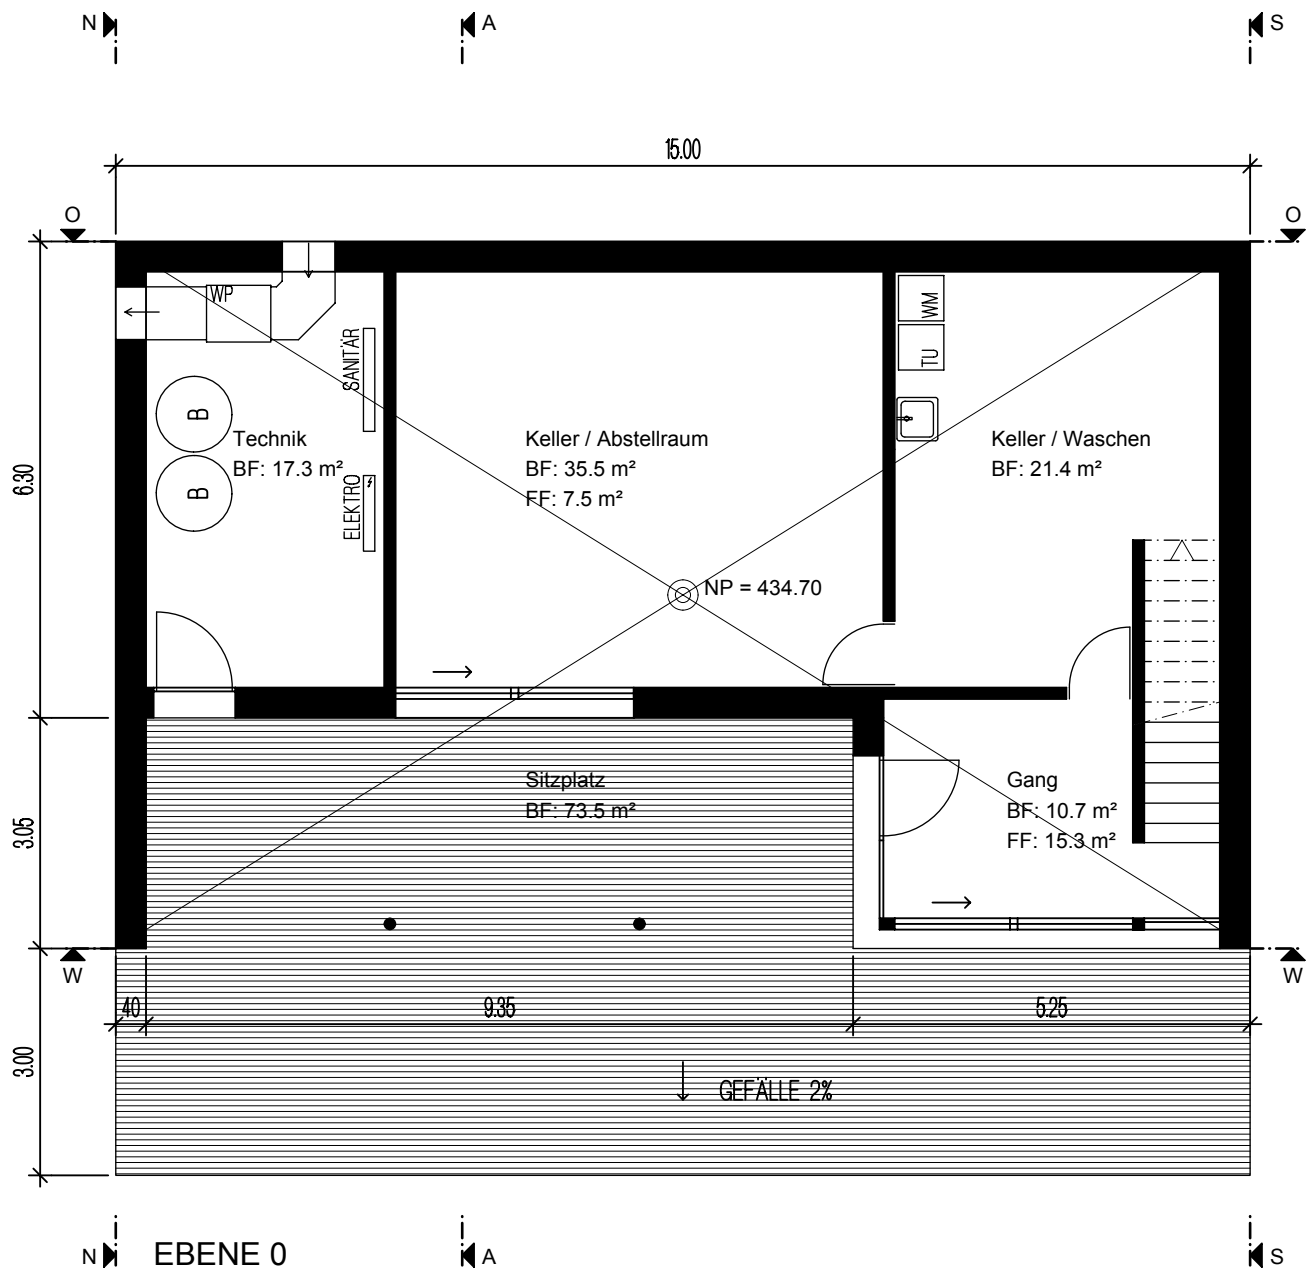 N
A
S
15.00
O
O
WP
SANITÄR
WM
TU
B
B
Technik
BF: 17.3 m²
ELEKTRO
Keller / Abstellraum
BF: 35.5 m²
FF: 7.5 m²
Keller / Waschen
BF: 21.4 m²
6.30
NP = 434.70
Sitzplatz
BF: 73.5 m²
Gang
BF: 10.7 m²
FF: 15.3 m²
3.05
W
W
40
9.35
5.25
3.00
GEFÄLLE 2%
N
EBENE 0
A
S